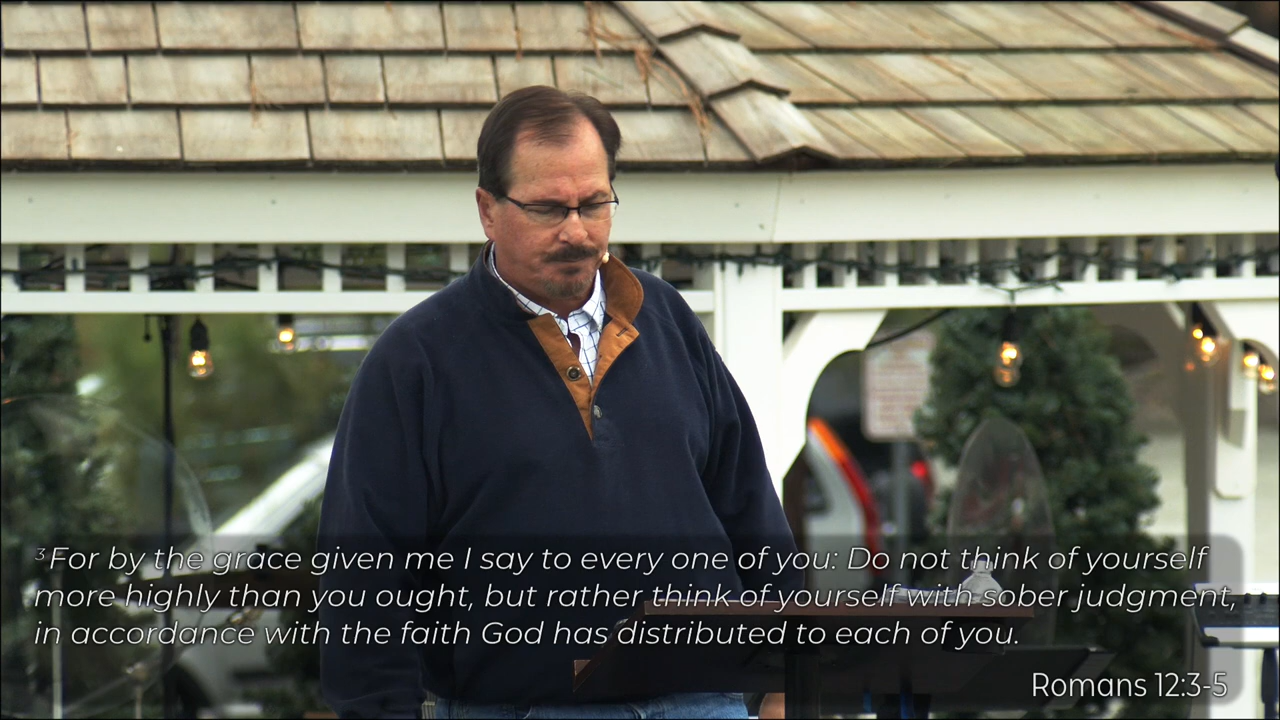 ³For by the grace given me I say to every one of you: Do not think of yourself
more highly than you ought, but rather think of yourself with sober judgment,
in accordance with the faith God has distributed to each of you.
Romans 12:3-5